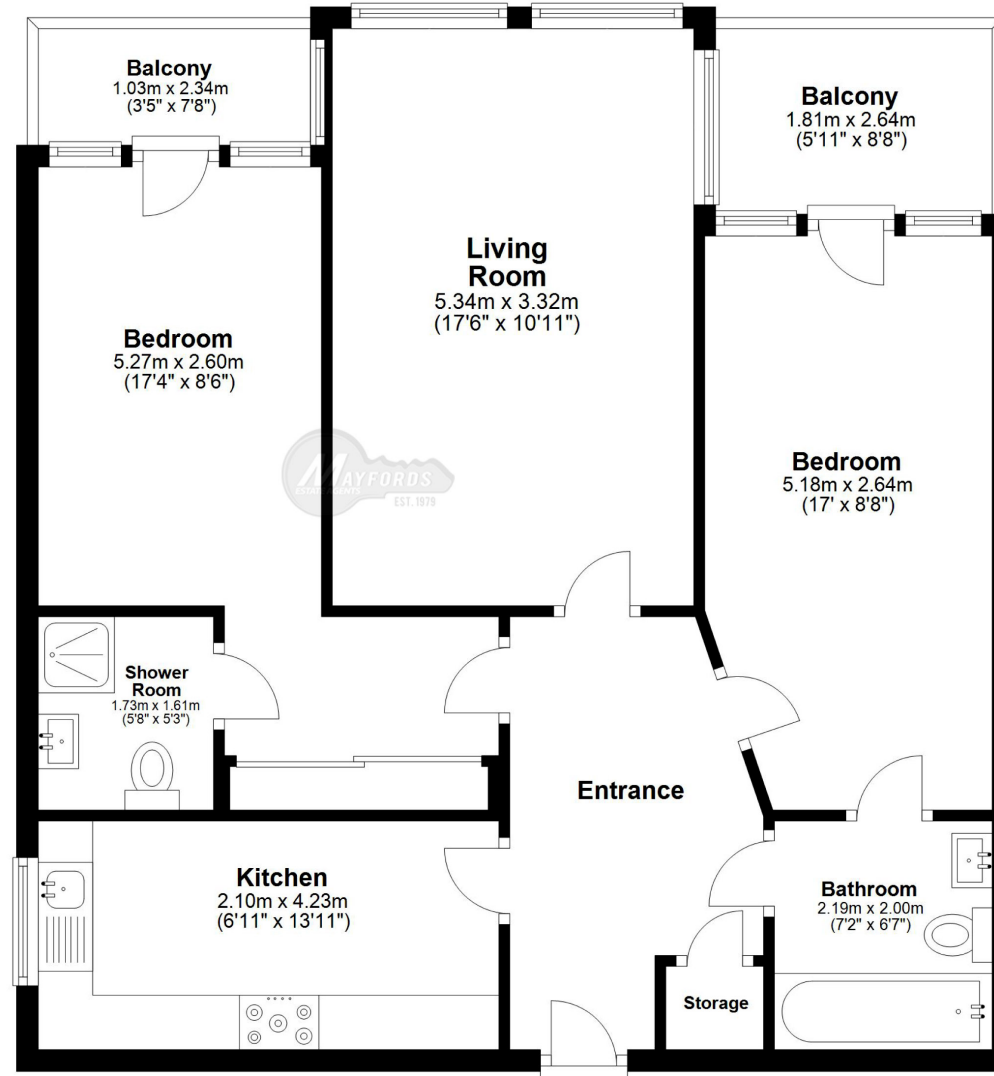 Balcony
1.03m x 2.34m
(3'5" x 7'8")
Balcony
1.81m x 2.64m
(5'11" x 8'8")
Living
Room
5.34m x 3.32m
(17'6" x 10'11")
Bedroom
5.27m x 2.60m
(17'4" x 8'6")
MAYFORDS
ESTATE AGENTS
EST. 1979
Bedroom
5.18m x 2.64m
(17' x 8'8")
Shower
Room
1.73m x 1.61m
(5'8" x 5'3")
Entrance
Kitchen
2.10m x 4.23m
(6'11" x 13'11")
Bathroom
2.19m x 2.00m
(7'2" x 6'7")
Storage